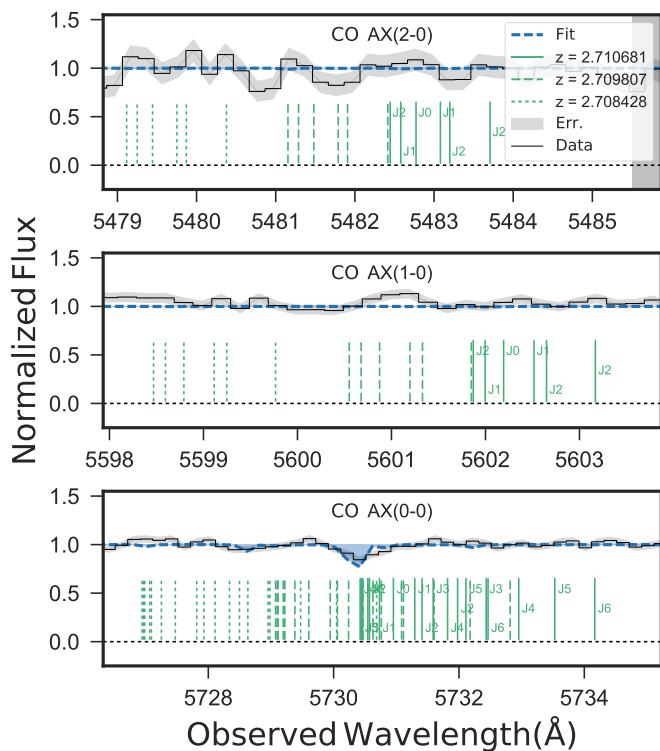 Normalized Flux
CO AX(2-0)
Fit
z = 2.710681
z = 2.709807
z = 2.708428
Err.
Data
1.5
1.0
0.5
0.0
J2 J0 J1
J1 J2 J2
5479 5480 5481 5482 5483 5484 5485
CO AX(1-0)
1.5
1.0
0.5
0.0
J2 J0 J1
J1 J2 J2
5598 5599 5600 5601 5602 5603
CO AX(0-0)
1.5
1.0
0.5
0.0
J0 J1 J3 J5 J3 J5
J2 J4
J1 J2 J4 J6 J6
5728 5730 5732 5734
Observed Wavelength(Å)